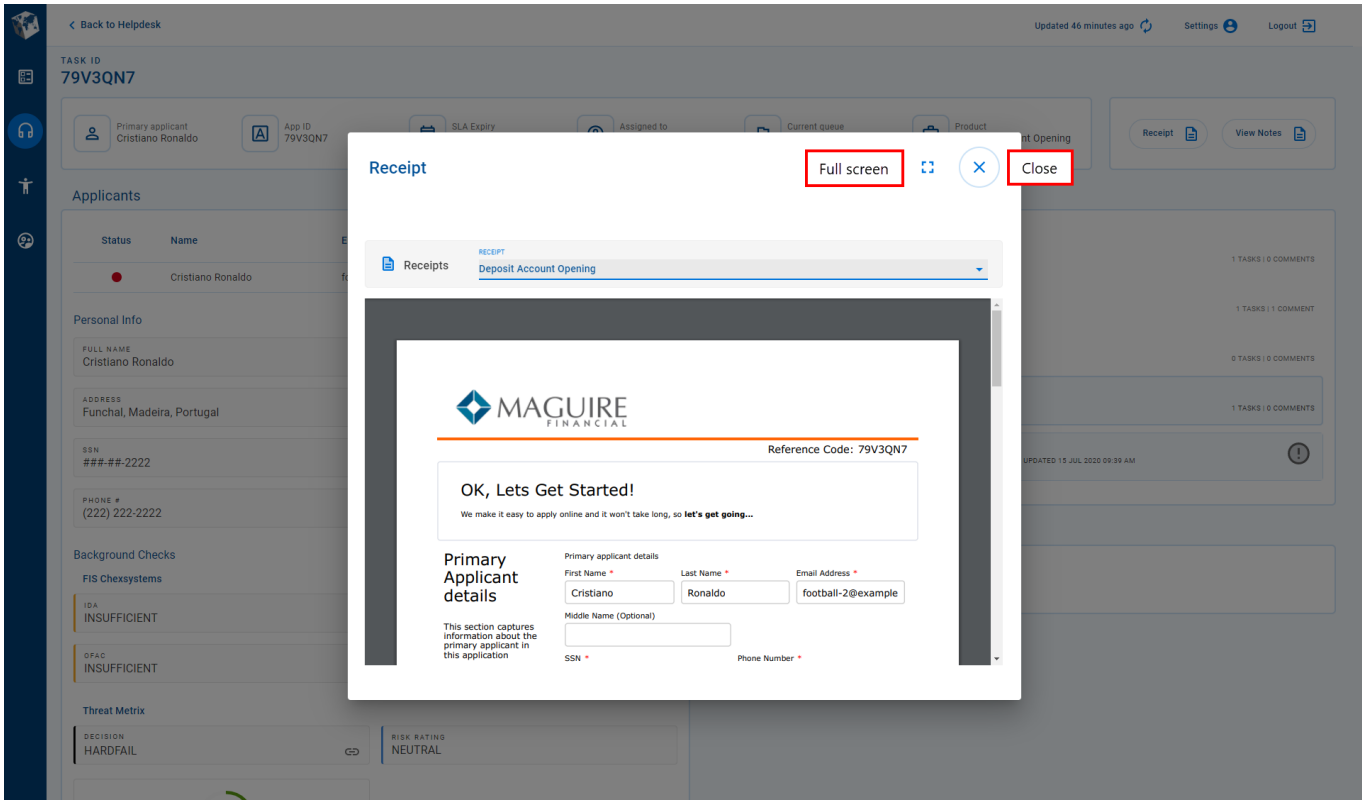 Back to Helpdesk
Updated 46 minutes ago
Settings
Logout
TASK ID
79V3QN7
Primary applicant
Cristiano Ronaldo
App ID
79V3QN7
SLA Expiry
Assigned to
Current queue
Product
nt Opening
Receipt
View Notes
Applicants
Status
Name
Cristiano Ronaldo
Personal Info
FULL NAME
Cristiano Ronaldo
ADDRESS
Funchal, Madeira, Portugal
SSN
###-##-2222
PHONE #
(222) 222-2222
Background Checks
FIS Chexsystems
IDA
INSUFFICIENT
OFAC
INSUFFICIENT
Threat Metrix
DECISION
HARDFAIL
RISK RATING
NEUTRAL
Receipt
Full screen
Close
Receipts
RECEIPT
Deposit Account Opening
MAGUIRE
FINANCIAL
Reference Code: 79V3QN7
OK, Lets Get Started!
We make it easy to apply online and it won't take long, so let's get going...
Primary
Applicant
details
This section captures
information about the
primary applicant in
this application
Primary applicant details
First Name *
Last Name *
Email Address *
Cristiano
Ronaldo
football-2@example
Middle Name (Optional)
SSN *
Phone Number *
1 TASKS | 0 COMMENTS
1 TASKS | 1 COMMENT
0 TASKS | 0 COMMENTS
1 TASKS | 0 COMMENTS
UPDATED 15 JUL 2020 09:39 AM